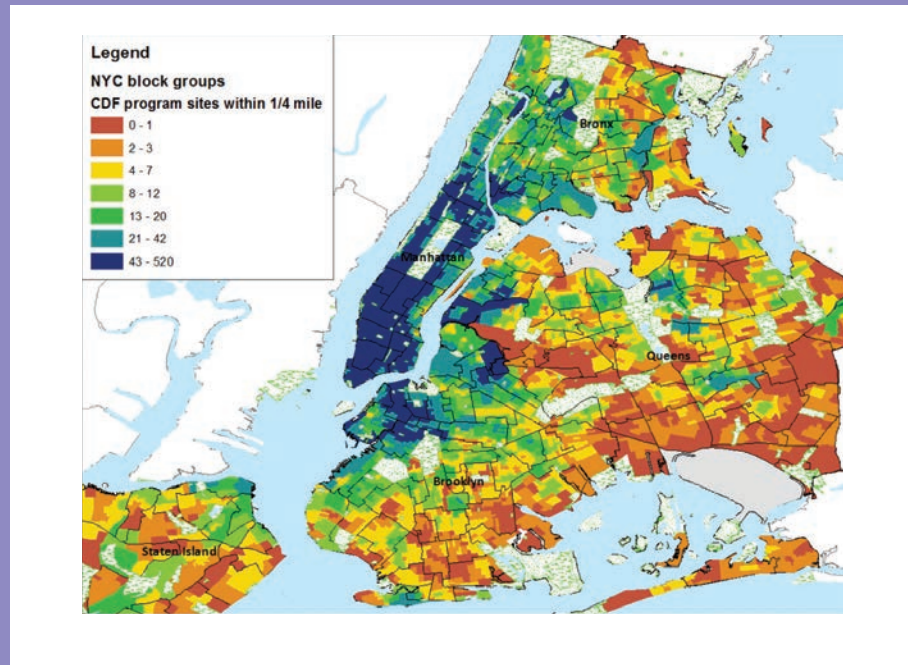 Legend
NYC block groups
CDF program sites within 1/4 mile
0 - 1
2 - 3
4 - 7
8 - 12
13 - 20
21 - 42
43 - 520
Bronx
Manhattan
Queens
Brooklyn
Staten Island